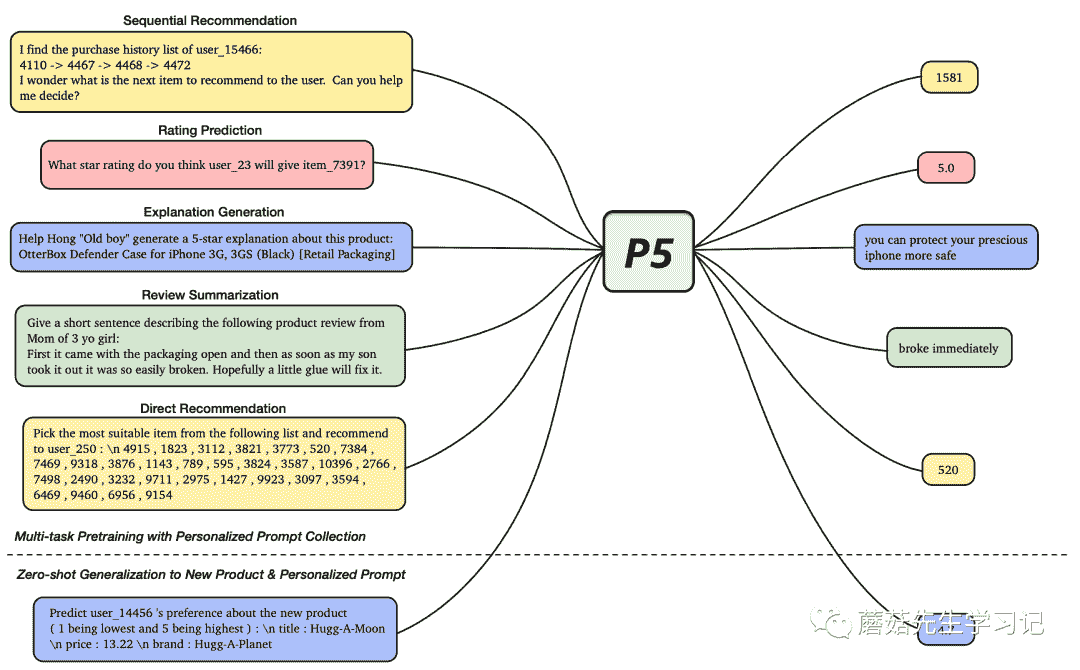 Sequential Recommendation
I find the purchase history list of user_15466:
4110 -> 4467 -> 4468 -> 4472
I wonder what is the next item to recommend to the user. Can you help
me decide?
1581
Rating Prediction
What star rating do you think user_23 will give item_7391?
5.0
Explanation Generation
Help Hong "Old boy" generate a 5-star explanation about this product:
OtterBox Defender Case for iPhone 3G, 3GS (Black) [Retail Packaging]
P5
you can protect your prescious
iphone more safe
Review Summarization
Give a short sentence describing the following product review from
Mom of 3 yo girl:
First it came with the packaging open and then as soon as my son
took it out it was so easily broken. Hopefully a little glue will fix it.
broke immediately
Direct Recommendation
Pick the most suitable item from the following list and recommend
to user_250 : \n 4915 , 1823 , 3112 , 3821 , 3773 , 520 , 7384 ,
7469 , 9318 , 3876 , 1143 , 789 , 595 , 3824 , 3587 , 10396 , 2766 ,
7498 , 2490 , 3232 , 9711 , 2975 , 1427 , 9923 , 3097 , 3594 ,
6469 , 9460 , 6956 , 9154
520
Multi-task Pretraining with Personalized Prompt Collection
Zero-shot Generalization to New Product & Personalized Prompt
Predict user_14456 's preference about the new product
( 1 being lowest and 5 being highest ) : \n title : Hugg-A-Moon
\n price : 13.22 \n brand : Hugg-A-Planet
蘑菇先生学习记